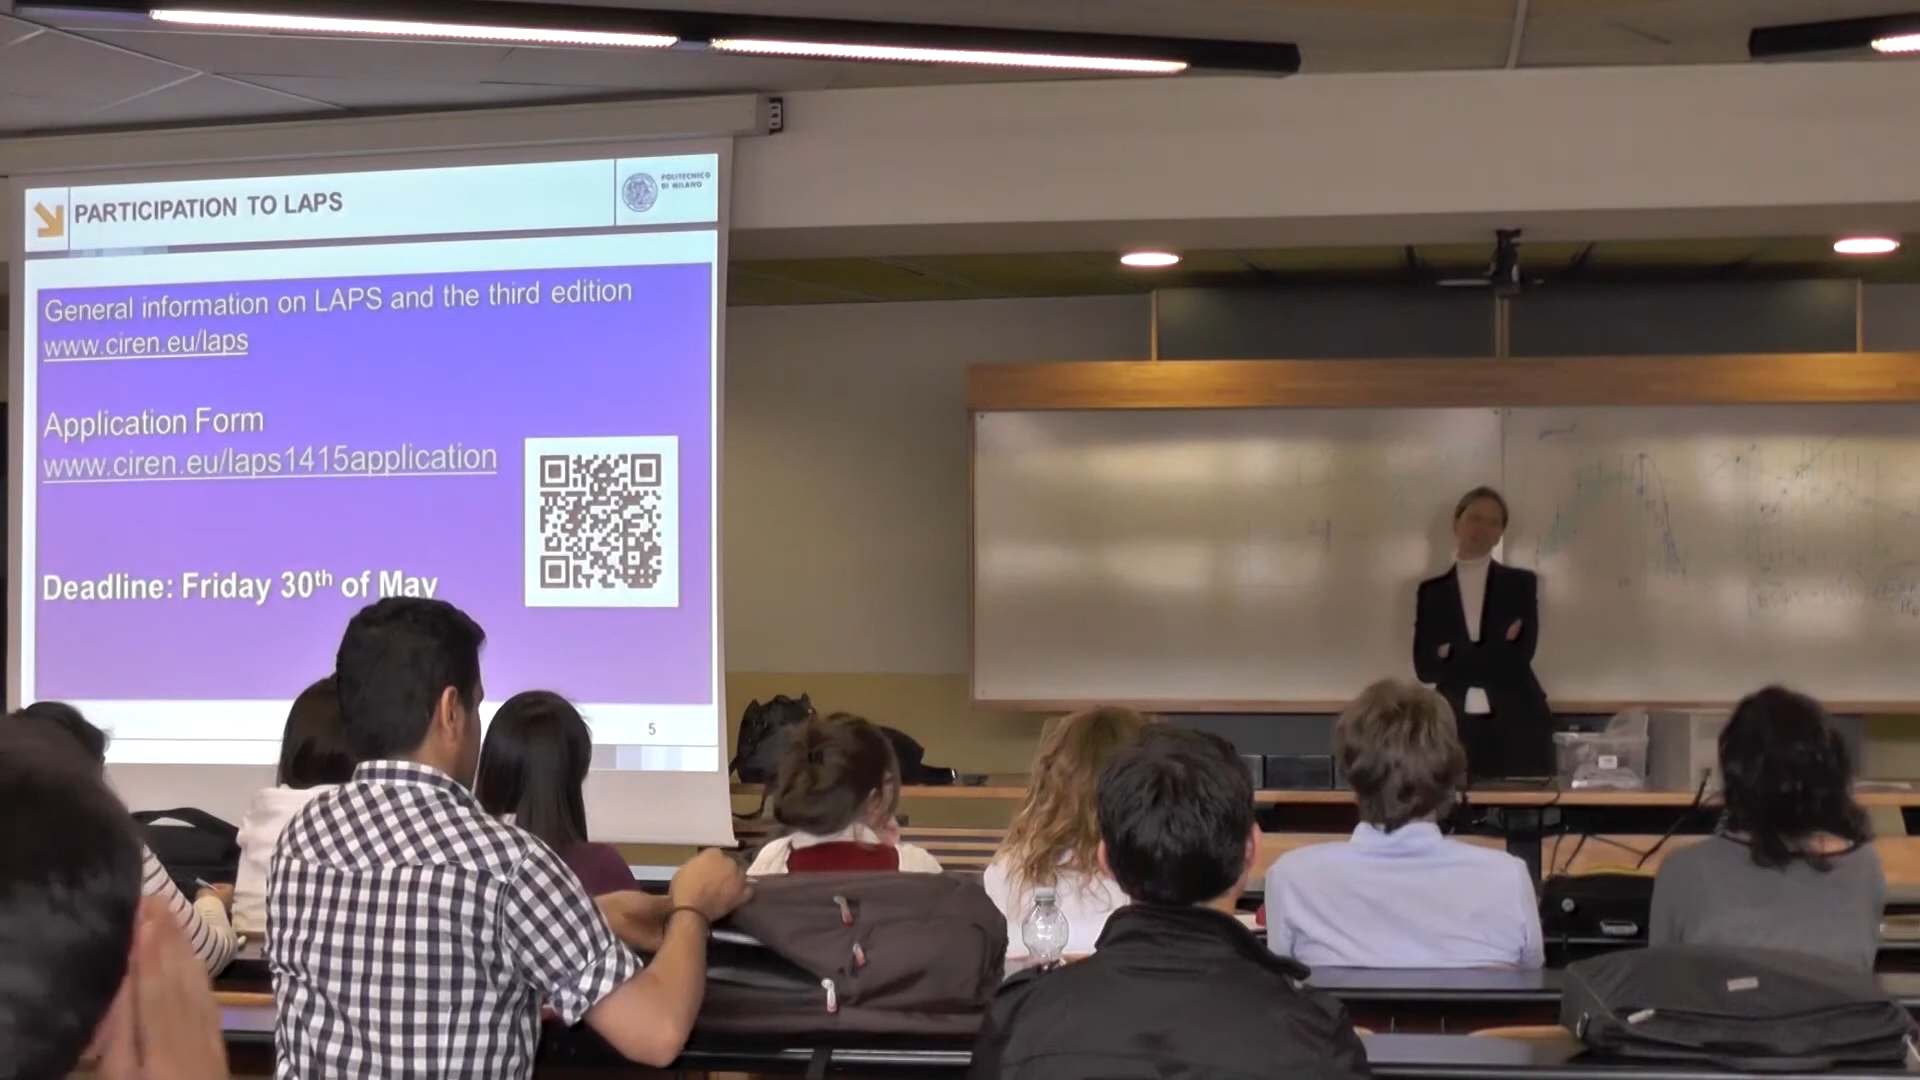 PARTICIPATION TO LAPS
POLITECNICO
DI MILANO
General information on LAPS and the third edition
www.ciren.eu/laps
Application Form
www.ciren.eu/laps1415application
Deadline: Friday 30th of May
5